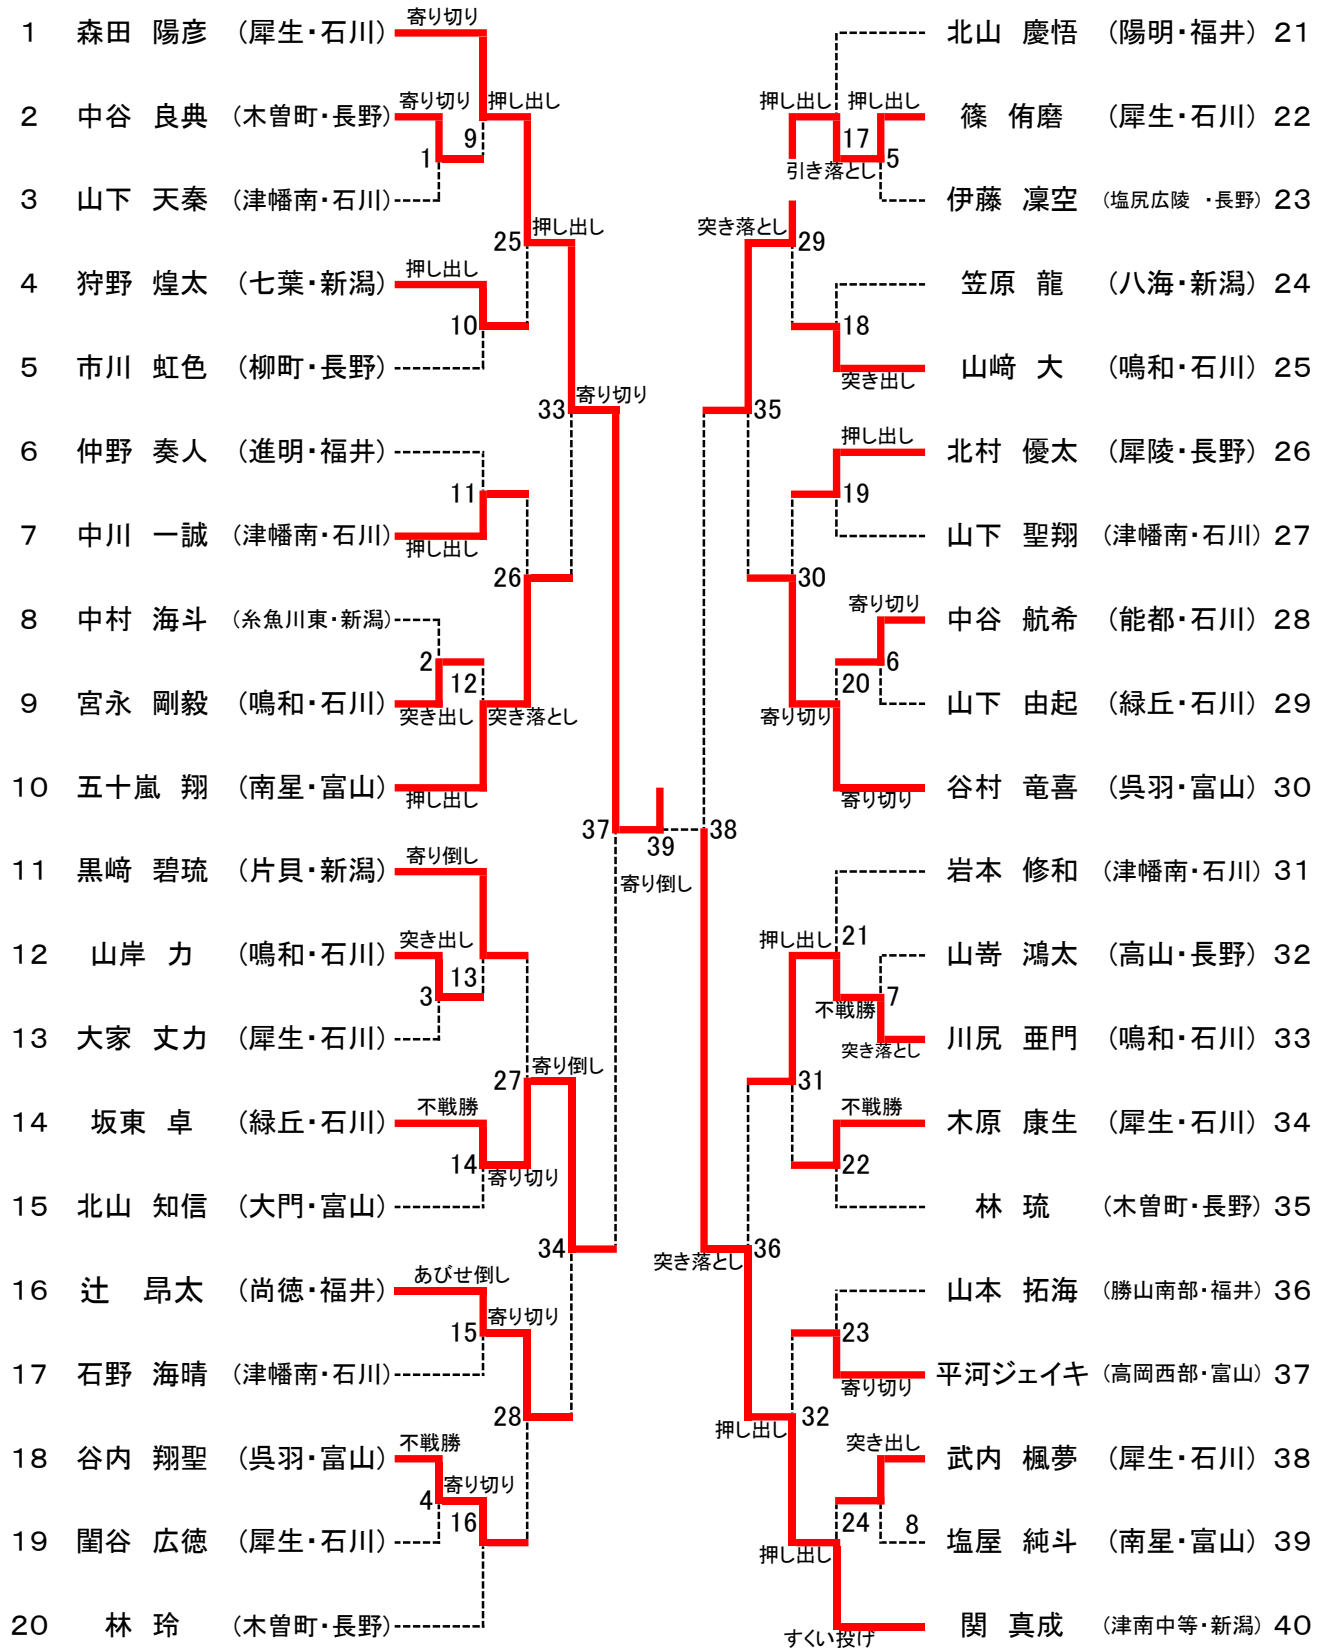 寄り切り
1 森田 陽彦 (犀生・石川)
北山 慶悟 (陽明・福井) 21
寄り切り 押し出し
2 中谷 良典 (木曽町・長野)
9
1
押し出し 押し出し
篠 侑磨 (犀生・石川) 22
17
5
引き落とし
3 山下 天秦 (津幡南・石川)
伊藤 凜空 (塩尻広陵 ・長野) 23
25 押し出し
突き落とし 29
押し出し
4 狩野 煌太 (七葉・新潟)
笠原 龍 (八海・新潟) 24
10
18
5 市川 虹色 (柳町・長野)
山﨑 大 (鳴和・石川) 25
突き出し
33 寄り切り
35
押し出し
6 仲野 奏人 (進明・福井)
北村 優太 (犀陵・長野) 26
11
19
7 中川 一誠 (津幡南・石川)
押し出し
山下 聖翔 (津幡南・石川) 27
26
30
寄り切り
8 中村 海斗 (糸魚川東・新潟)
中谷 航希 (能都・石川) 28
2
12
6
20
9 宮永 剛毅 (鳴和・石川)
突き出し 突き落とし
寄り切り
山下 由起 (緑丘・石川) 29
10 五十嵐 翔 (南星・富山)
押し出し
谷村 竜喜 (呉羽・富山) 30
寄り切り
37
39
38
寄り倒し
寄り倒し
11 黒﨑 碧琉 (片貝・新潟)
岩本 修和 (津幡南・石川) 31
突き出し
押し出し 21
12 山岸 力 (鳴和・石川)
山嵜 鴻太 (高山・長野) 32
13
3
7
不戦勝
13 大家 丈力 (犀生・石川)
川尻 亜門 (鳴和・石川) 33
突き落とし
27 寄り倒し
31
不戦勝
不戦勝
14 坂東 卓 (緑丘・石川)
木原 康生 (犀生・石川) 34
14 寄り切り
22
15 北山 知信 (大門・富山)
林 琉 (木曽町・長野) 35
34
突き落とし 36
あびせ倒し
16 辻 昂太 (尚徳・福井)
山本 拓海 (勝山南部・福井) 36
寄り切り
15
23
17 石野 海晴 (津幡南・石川)
平河ジェイキ (高岡西部・富山) 37
寄り切り
28
押し出し 32
不戦勝
突き出し
18 谷内 翔聖 (呉羽・富山)
武内 楓夢 (犀生・石川) 38
寄り切り
4
16
24
8
19 闍谷 広徳 (犀生・石川)
塩屋 純斗 (南星・富山) 39
押し出し
20 林 玲 (木曽町・長野)
関 真成 (津南中等・新潟) 40
すくい投げ